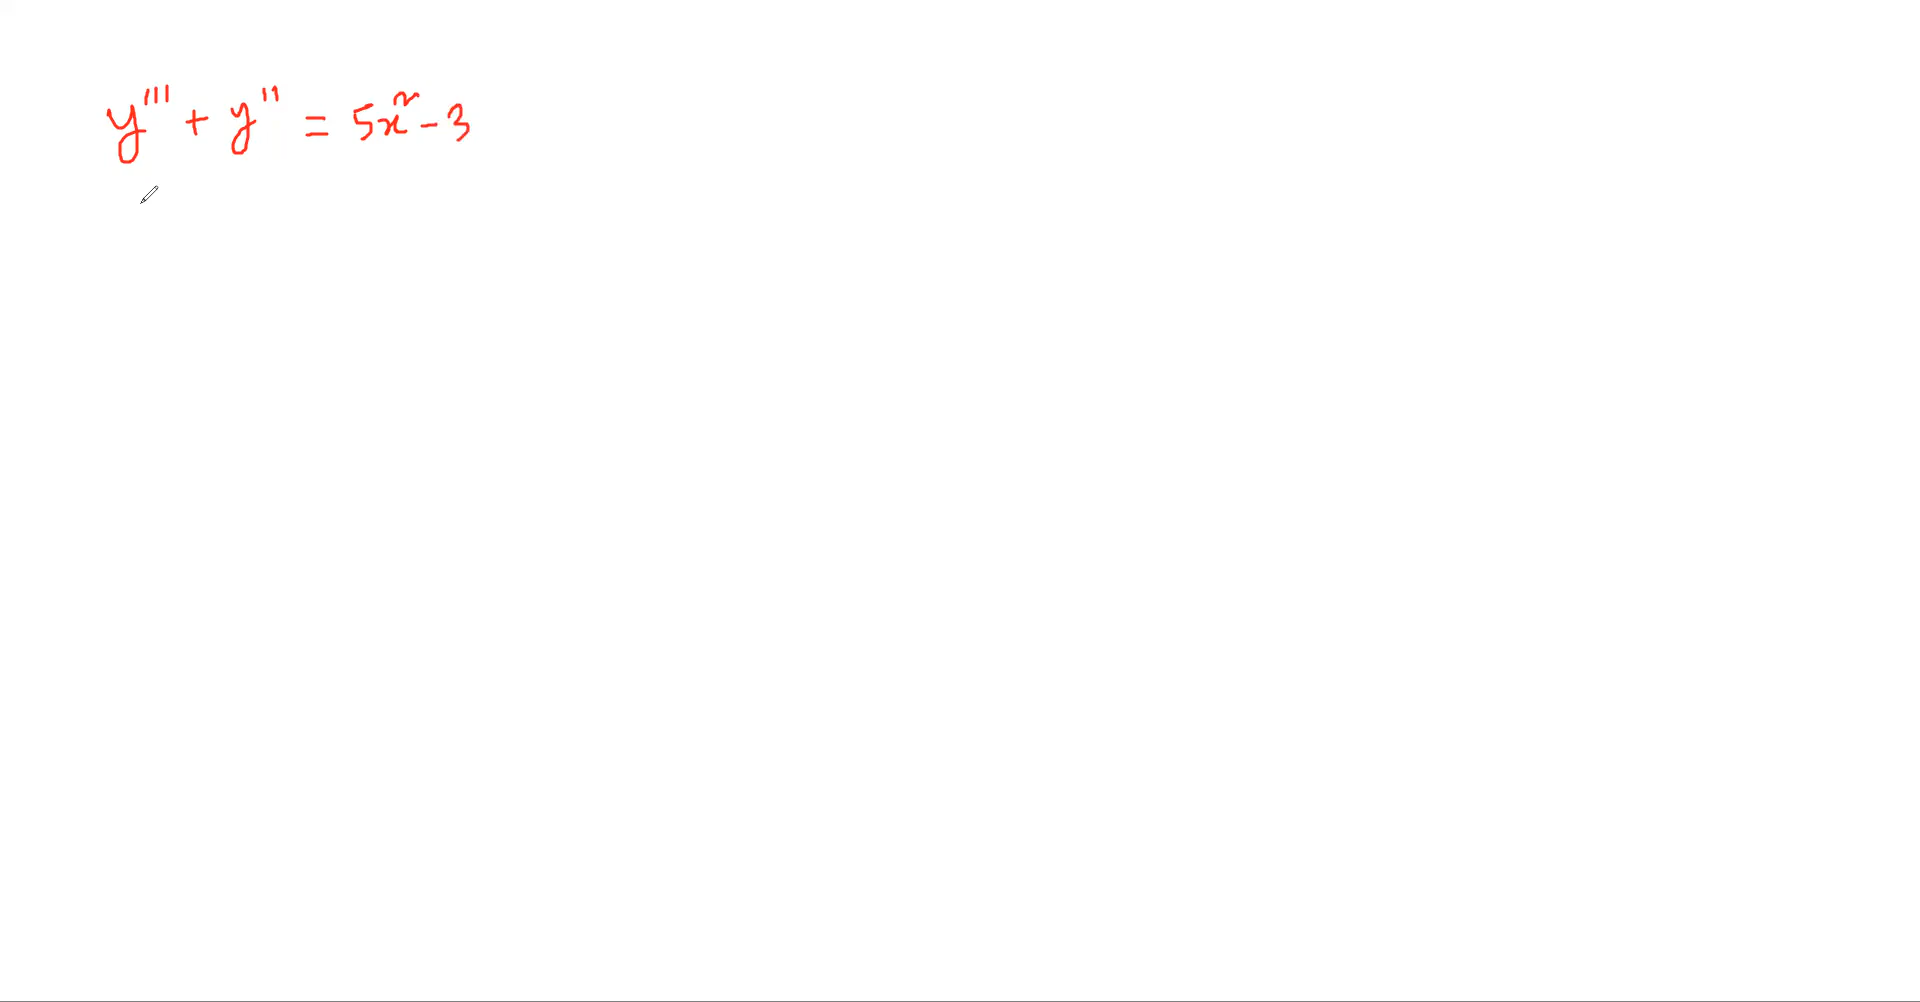 y''' + y'' = 5x² - 3